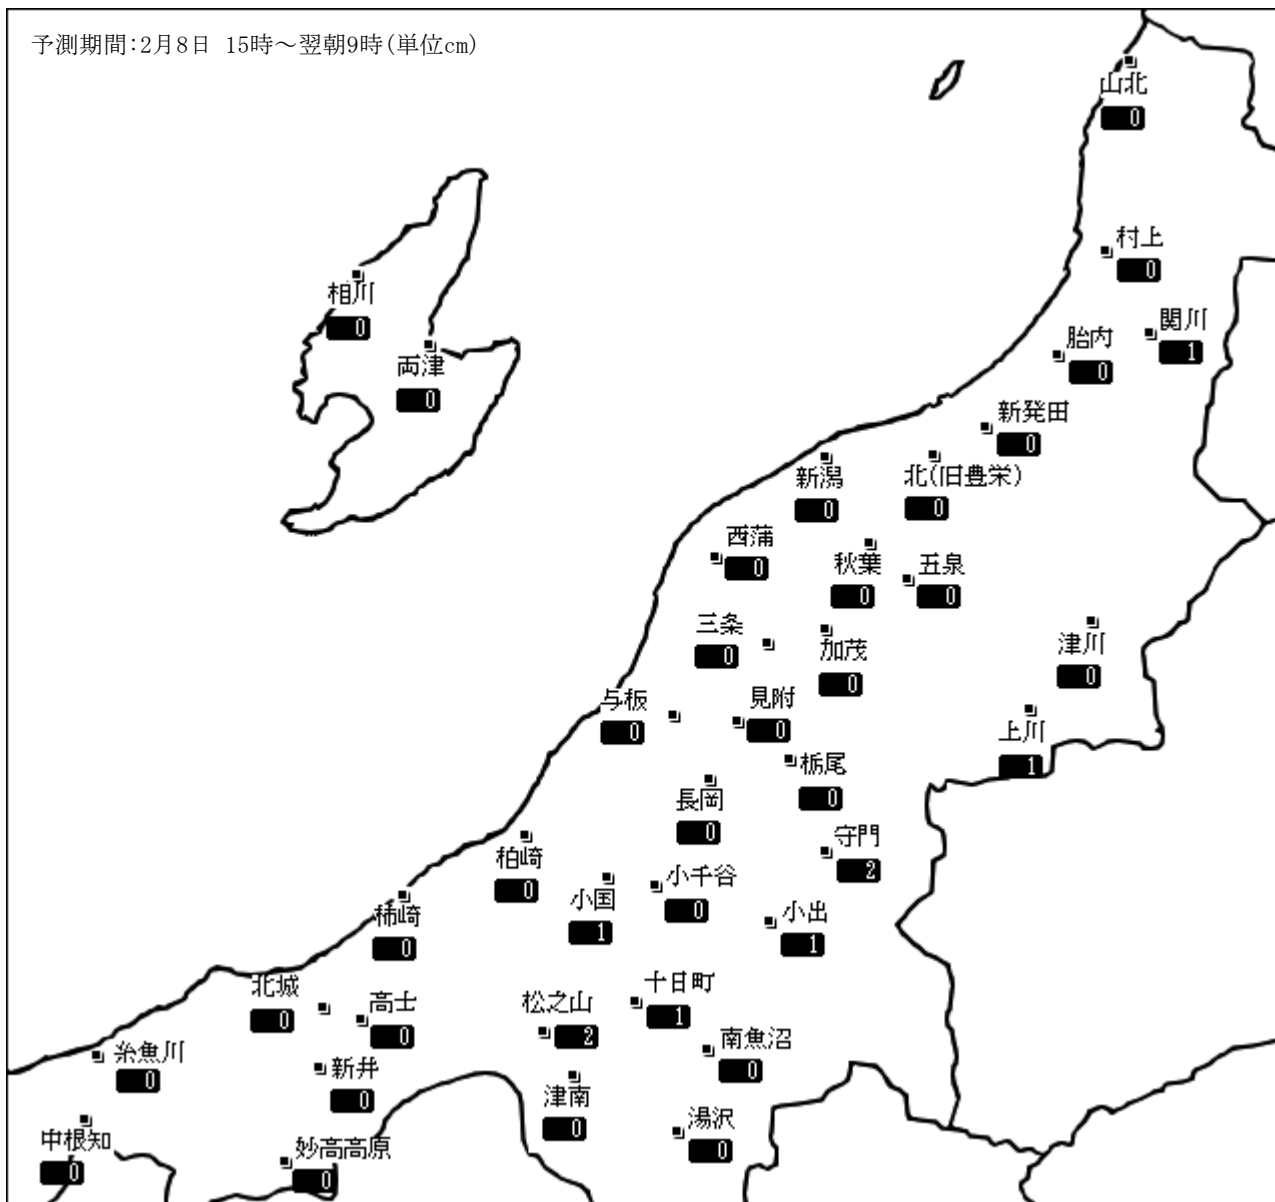 予測期間:2月8日 15時～翌朝9時(単位cm)
山北
0
村上
0
相川
0
関川
1
胎内
0
両津
0
新発田
0
新潟
0
北(旧豊栄)
0
西蒲
0
秋葉
0
五泉
0
三条
0
加茂
0
津川
0
与板
0
見附
0
上川
1
栃尾
0
長岡
0
守門
2
柏崎
0
小国
1
小千谷
0
小出
1
柿崎
0
北城
0
高士
0
松之山
2
十日町
1
南魚沼
0
糸魚川
0
新井
0
津南
0
湯沢
0
中根知
0
妙高高原
0